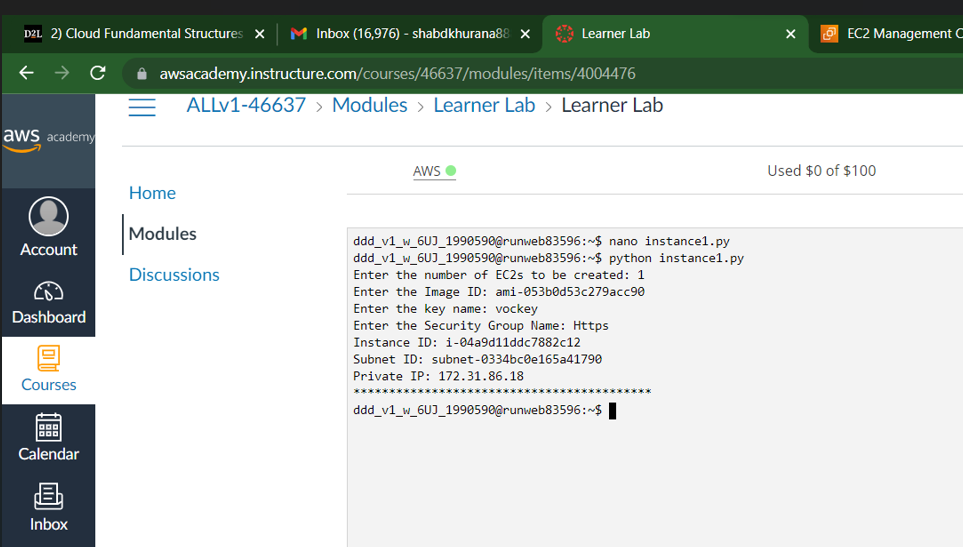 D2L 2) Cloud Fundamental Structures
Inbox (16,976) - shabdkhurana88
Learner Lab
EC2 Management C
awsacademy.instructure.com/courses/46637/modules/items/4004476
aws academy
Account
Dashboard
Courses
Calendar
Inbox
ALLv1-46637 > Modules > Learner Lab > Learner Lab
Home
Modules
Discussions
AWS
Used $0 of $100
ddd_v1_w_6UJ_1990590@runweb83596:~$ nano instance1.py
ddd_v1_w_6UJ_1990590@runweb83596:~$ python instance1.py
Enter the number of EC2s to be created: 1
Enter the Image ID: ami-053b0d53c279acc90
Enter the key name: vockey
Enter the Security Group Name: Https
Instance ID: i-04a9d11ddc7882c12
Subnet ID: subnet-0334bc0e165a41790
Private IP: 172.31.86.18
******************************************
ddd_v1_w_6UJ_1990590@runweb83596:~$